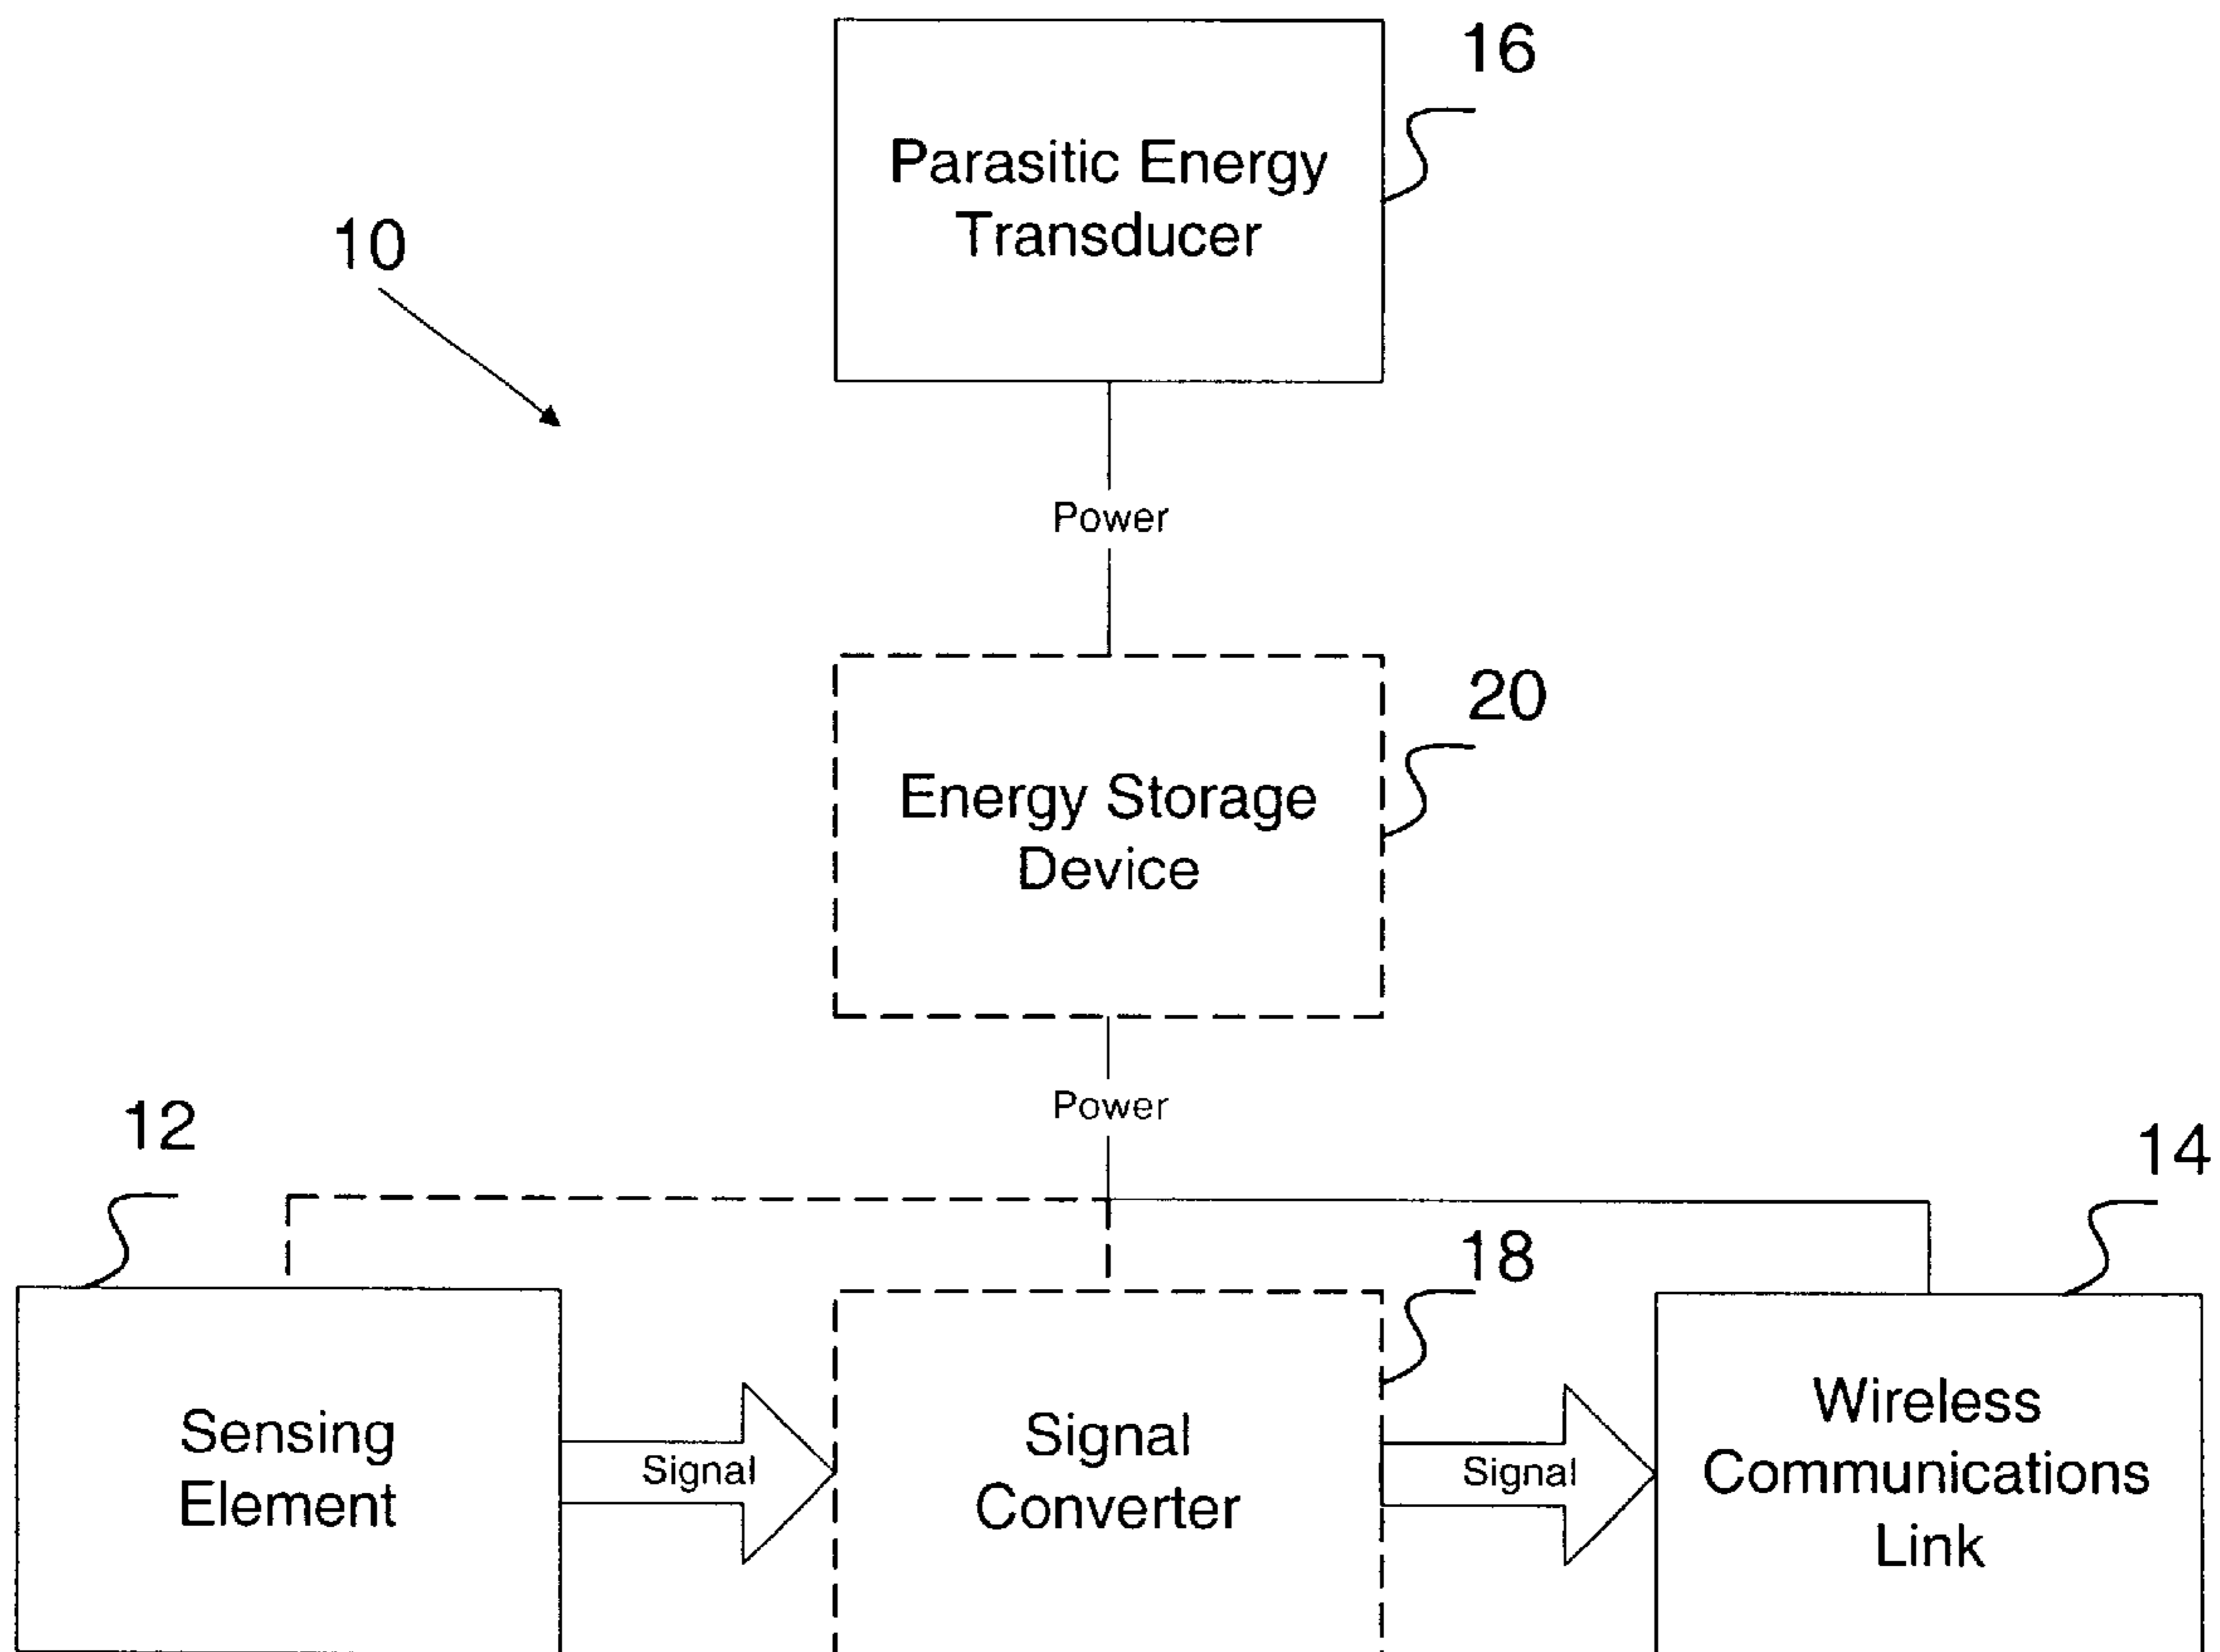 16
Parasitic Energy
Transducer
10
Power
20
Energy Storage
Device
Power
12
14
18
Sensing
Element
Signal
Signal
Converter
Signal
Wireless
Communications
Link